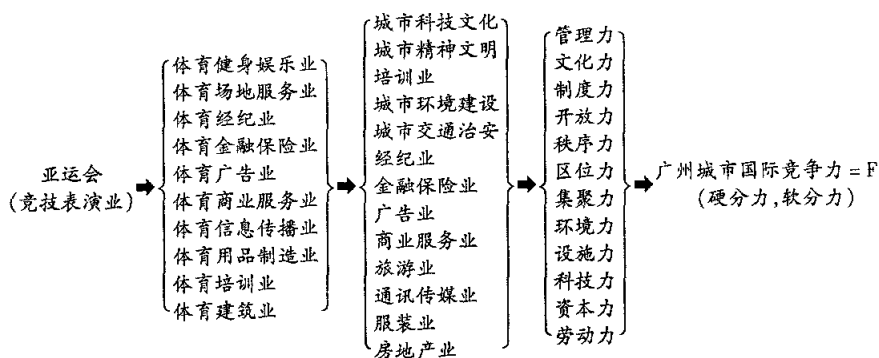 亚运会
(竞技表演业)
体育健身娱乐业
体育场地服务业
体育经纪业
体育金融保险业
体育广告业
体育商业服务业
体育信息传播业
体育用品制造业
体育培训业
体育建筑业
城市科技文化
城市精神文明
培训业
城市环境建设
城市交通治安
经纪业
金融保险业
广告业
商业服务业
旅游业
通讯传媒业
服装业
房地产业
管理力
文化力
制度力
开放力
秩序力
区位力
集聚力
环境力
设施力
科技力
资本力
劳动力
广州城市国际竞争力=F
(硬分力,软分力)